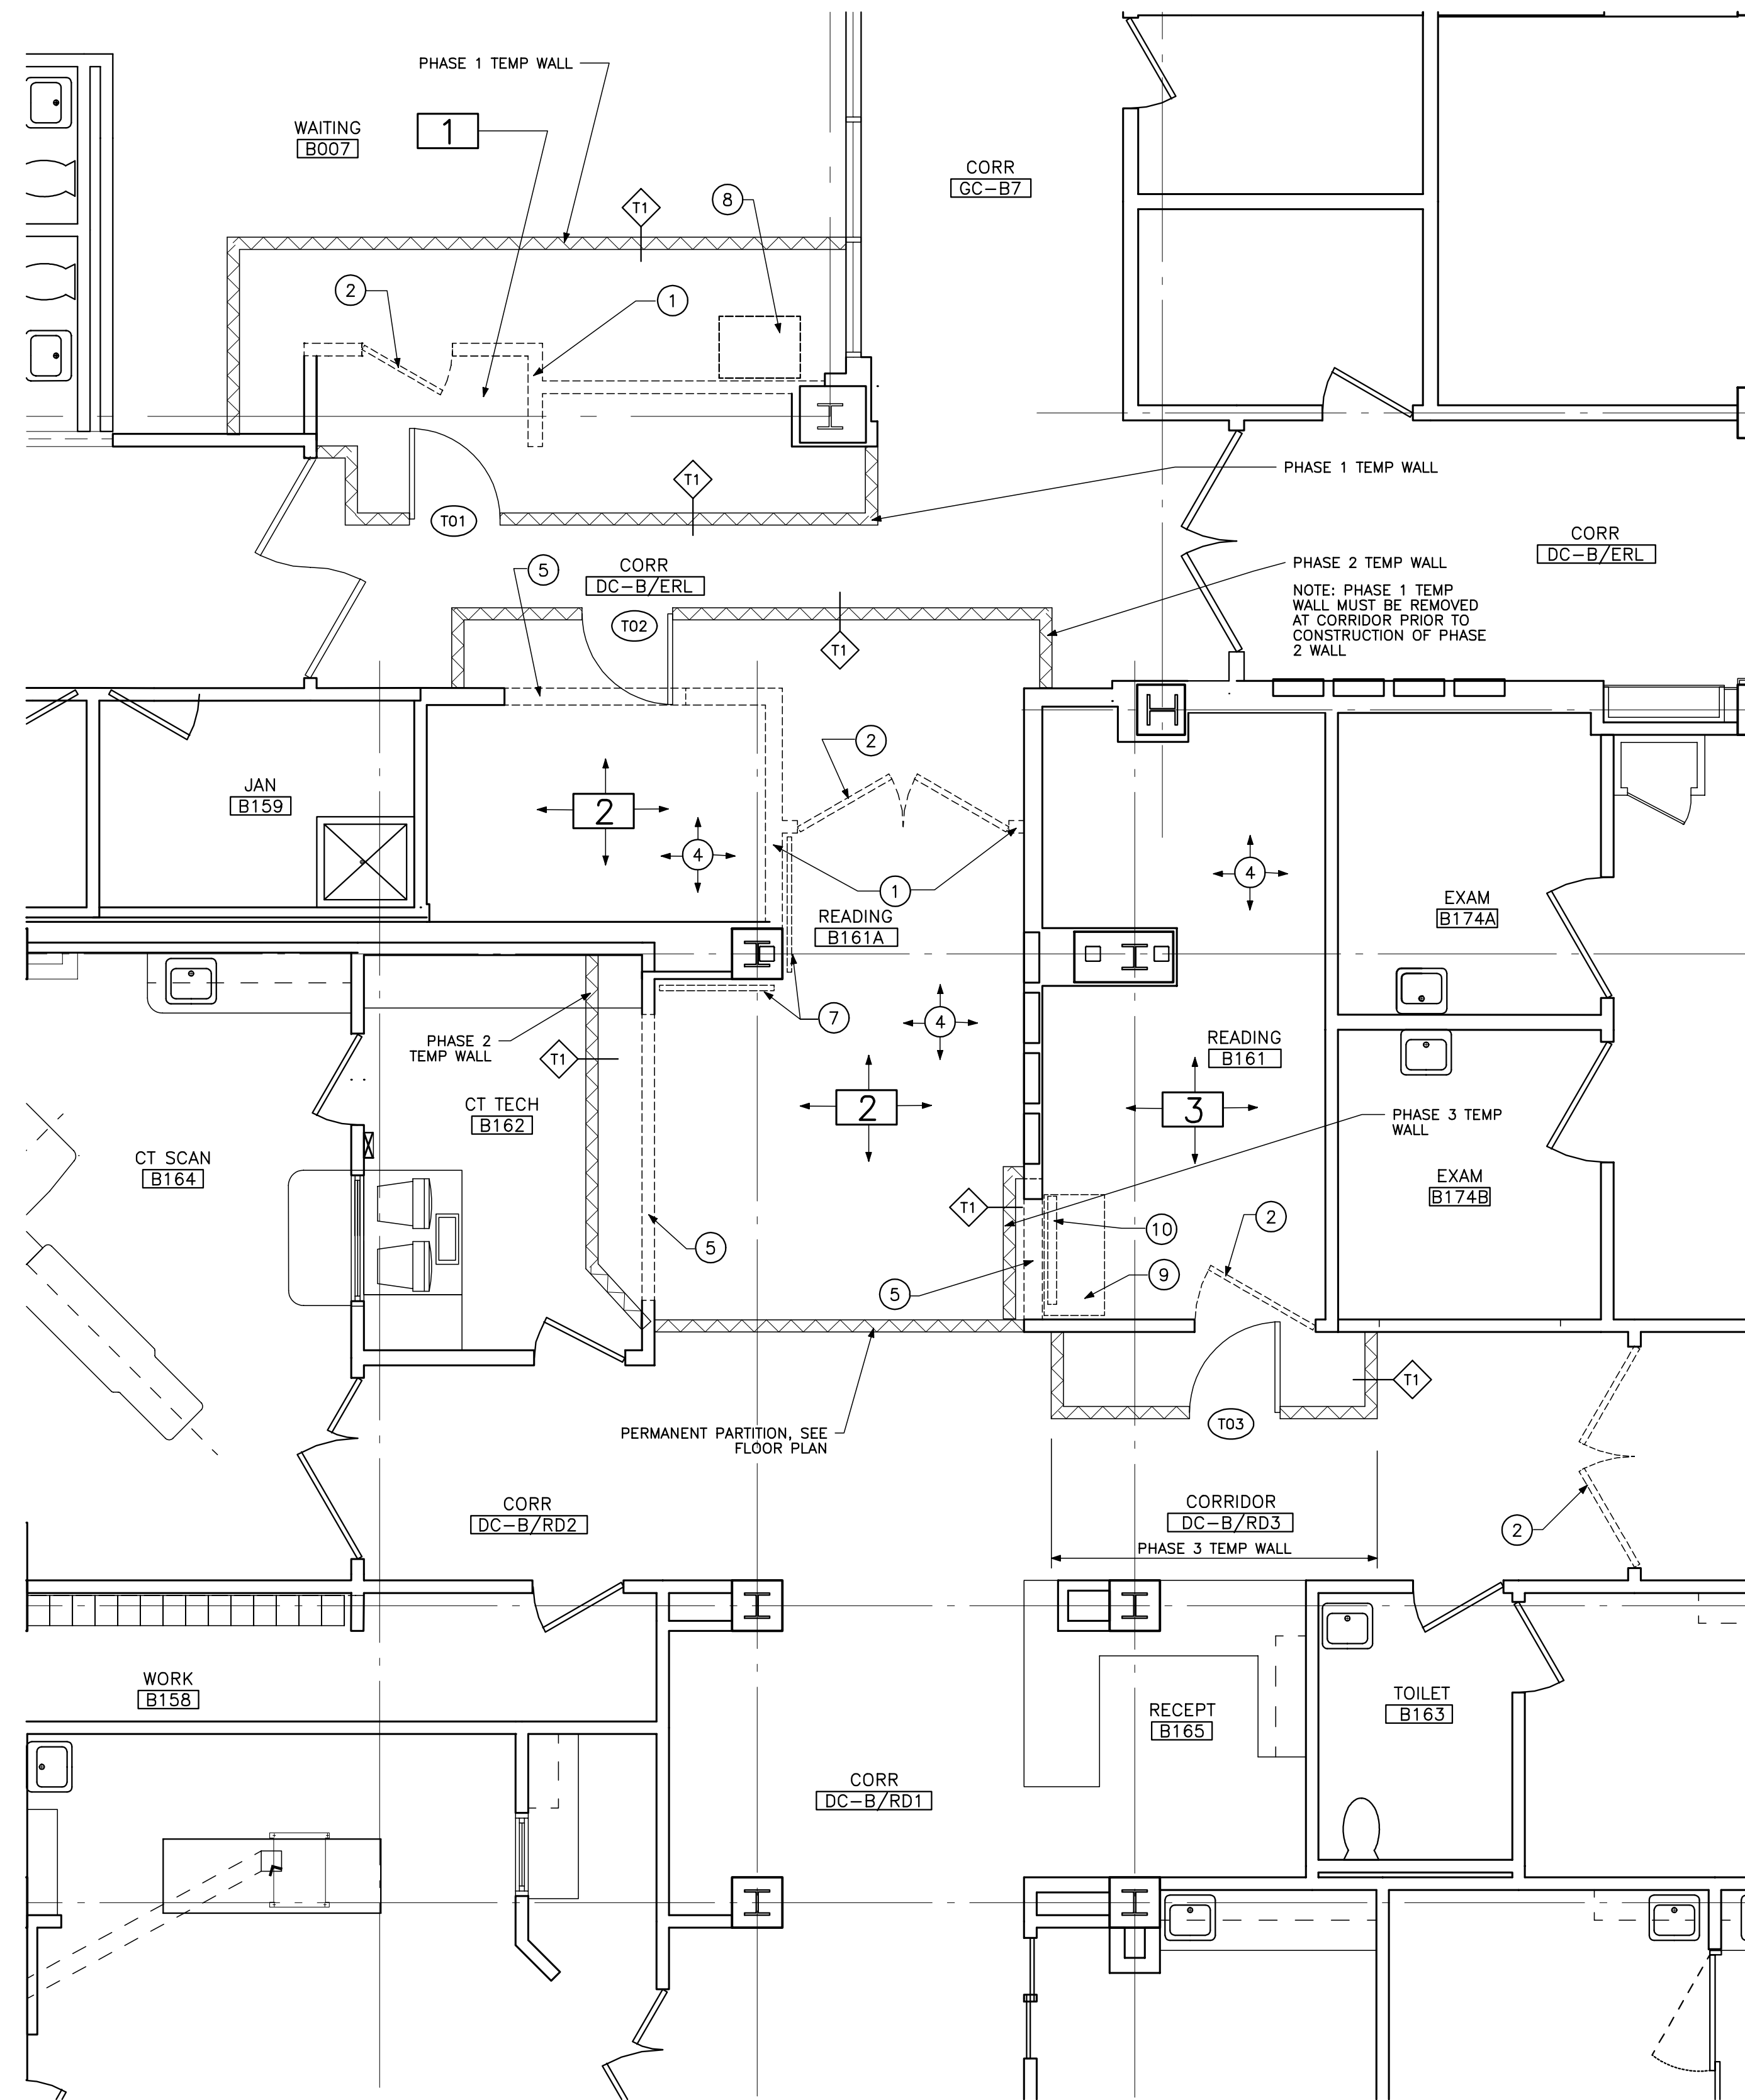 PHASE 1 TEMP WALL
WAITING
B007
1
CORR
GC-B7
T1
8
2
1
T1
PHASE 1 TEMP WALL
T01
CORR
DC-B/ERL
5
CORR
DC-B/ERL
PHASE 2 TEMP WALL
NOTE: PHASE 1 TEMP
WALL MUST BE REMOVED
AT CORRIDOR PRIOR TO
CONSTRUCTION OF PHASE
2 WALL
T02
T1
2
JAN
B159
2
4
4
1
EXAM
B174A
READING
B161A
7
4
PHASE 2
TEMP WALL
T1
READING
B161
CT TECH
B162
2
3
PHASE 3 TEMP
WALL
CT SCAN
B164
EXAM
B174B
T1
10
2
5
9
5
T1
T03
PERMANENT PARTITION, SEE
FLOOR PLAN
CORR
DC-B/RD2
CORRIDOR
DC-B/RD3
2
PHASE 3 TEMP WALL
WORK
B158
TOILET
B163
RECEPT
B165
CORR
DC-B/RD1